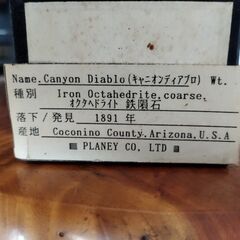 Name.Canyon Diablo(キャニオンディアブロ) Wt.
種別 Iron Octahedrite,coarse,
オクタヘドライト 鉄隕石
落下/発見 1891 年
産地 Coconino County.Arizona,U.S.A
■ PLANEY CO, LTD ■